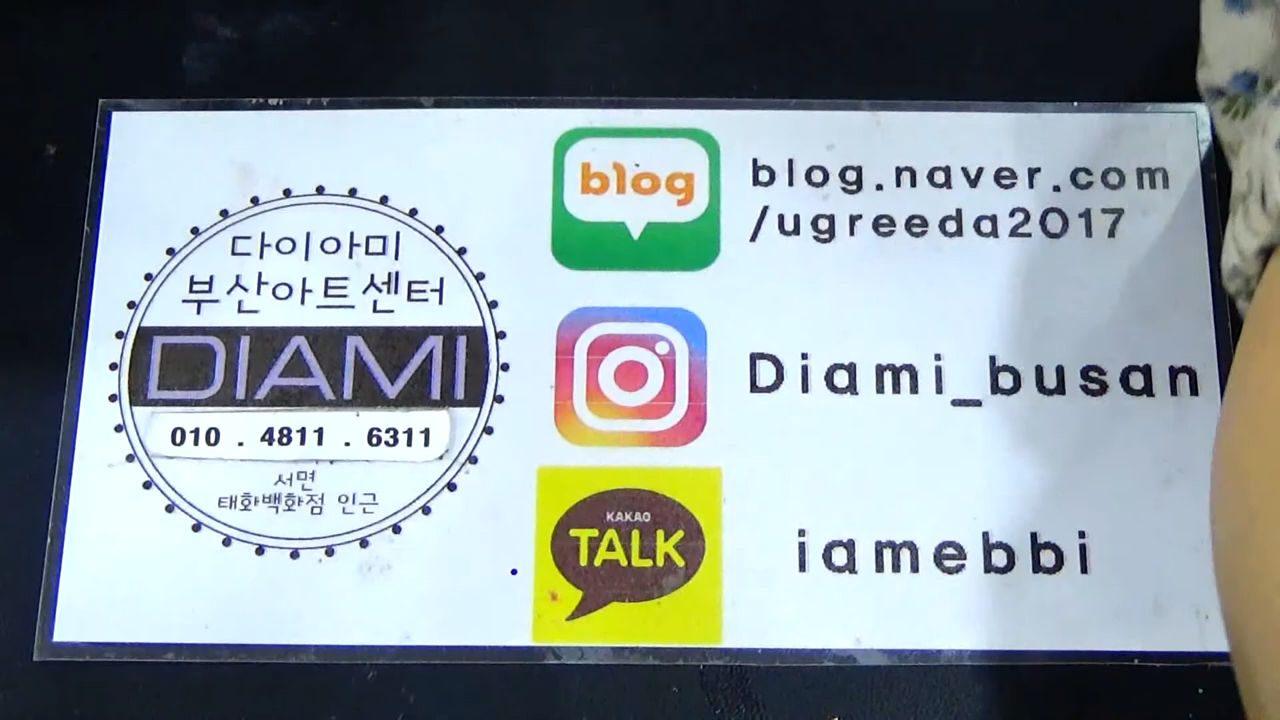 다이아미
부산아트센터
DIAMI
010 . 4811 . 6311
서면
태화백화점 인근
blog
blog.naver.com
/ugreeda2017
Diami_busan
KAKAO
TALK
iamebbi